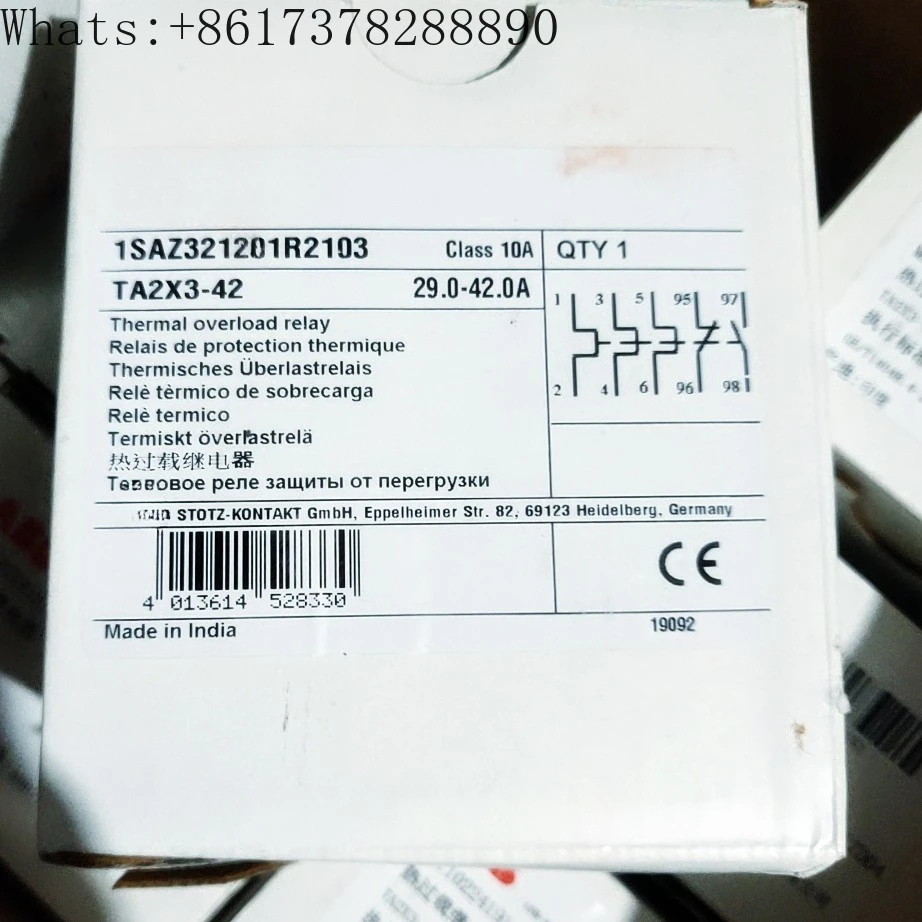 Whats:+8617378288890
1SAZ321201R2103 Class 10A QTY 1
TA2X3-42 29.0-42.0A
1 3 5 95 97
2 4 6 96 98
Thermal overload relay
Relais de protection thermique
Thermisches Überlastrelais
Relè tèrmico de sobrecarga
Relè termico
Termiskt överlastrelä
热过载继电器
реле защиты от перегрузки
STOTZ-KONTAKT GmbH, Eppelheimer Str. 82, 69123 Heidelberg, Germany
4 013614 528330
CE
Made in India 19092